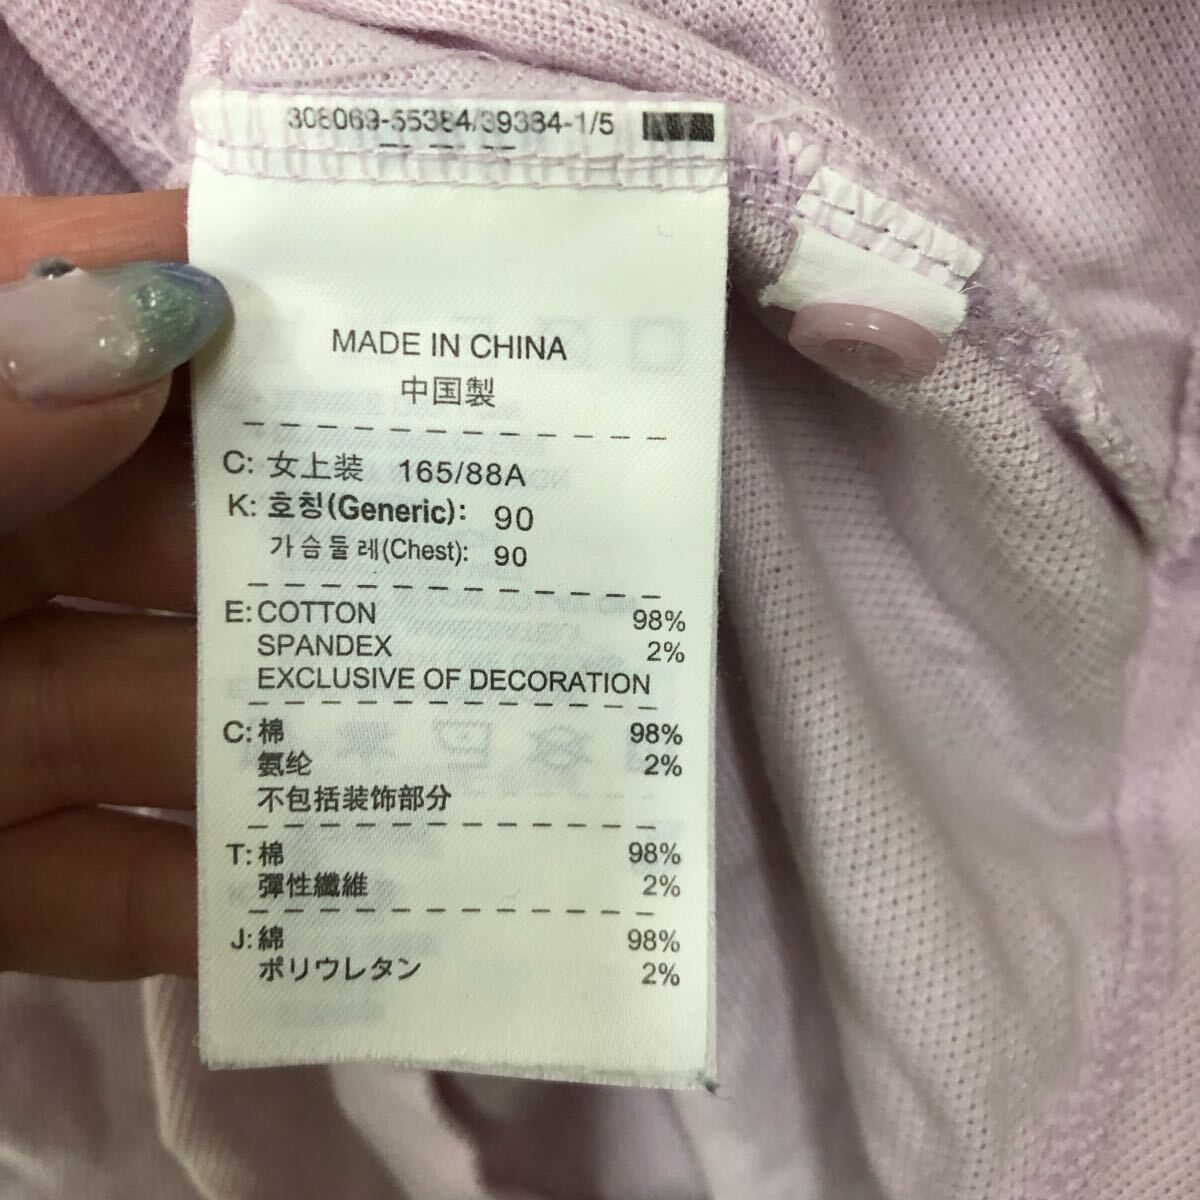 308069-55384/39384-1/5
MADE IN CHINA
中国製
C: 女上装 165/88A
K: 호칭(Generic): 90
가슴둘레(Chest): 90
E: COTTON 98%
SPANDEX 2%
EXCLUSIVE OF DECORATION
C: 棉 98%
氨纶 2%
不包括装饰部分
T: 棉 98%
彈性纖維 2%
J: 綿 98%
ポリウレタン 2%